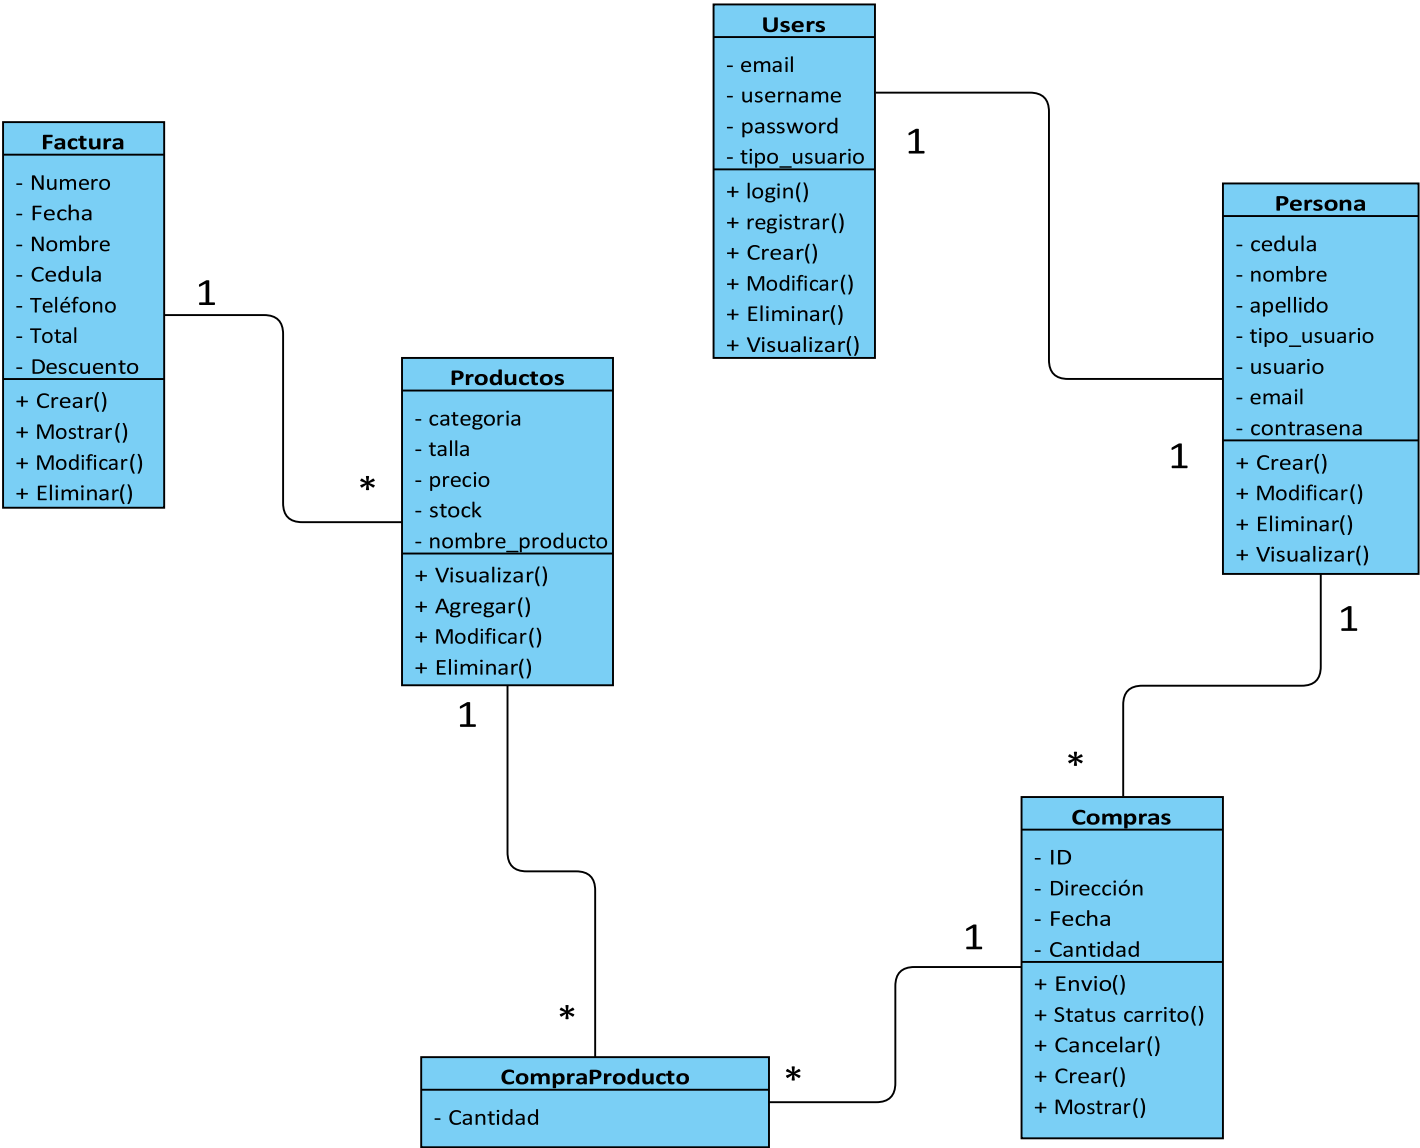 Users
- email
- username
- password
- tipo_usuario
+ login()
+ registrar()
+ Crear()
+ Modificar()
+ Eliminar()
+ Visualizar()
1
Factura
- Numero
- Fecha
- Nombre
- Cedula
- Teléfono
- Total
- Descuento
+ Crear()
+ Mostrar()
+ Modificar()
+ Eliminar()
1
*
Persona
- cedula
- nombre
- apellido
- tipo_usuario
- usuario
- email
- contrasena
+ Crear()
+ Modificar()
+ Eliminar()
+ Visualizar()
1
1
Productos
- categoria
- talla
- precio
- stock
- nombre_producto
+ Visualizar()
+ Agregar()
+ Modificar()
+ Eliminar()
1
*
*
Compras
- ID
- Dirección
- Fecha
- Cantidad
+ Envio()
+ Status carrito()
+ Cancelar()
+ Crear()
+ Mostrar()
1
*
CompraProducto
- Cantidad